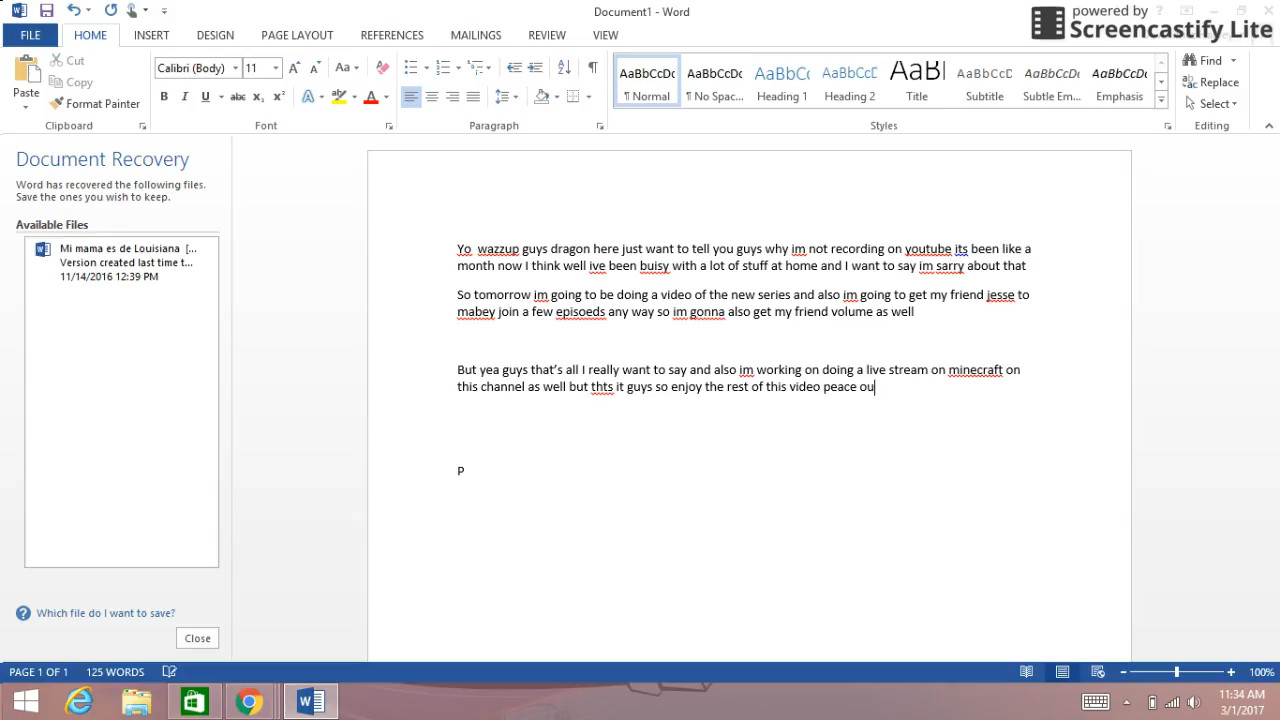 Document1 - Word
powered by
Screencastify Lite
FILE HOME INSERT DESIGN PAGE LAYOUT REFERENCES MAILINGS REVIEW VIEW
Paste
Cut
Copy
Format Painter
Clipboard
Calibri (Body) 11
Font
Paragraph
AaBbCcDc AaBbCcDc AaBbCc AaBbCcD AaBl AaBbCcD AaBbCcDc AaBbCcDc
¶ Normal ¶ No Spac... Heading 1 Heading 2 Title Subtitle Subtle Em... Emphasis
Styles
Find
Replace
Select
Editing
Document Recovery
Word has recovered the following files.
Save the ones you wish to keep.
Available Files
Mi mama es de Louisiana [...
Version created last time t...
11/14/2016 12:39 PM
Which file do I want to save?
Close
Yo wazzup guys dragon here just want to tell you guys why im not recording on youtube its been like a
month now I think well ive been buisy with a lot of stuff at home and I want to say im sarry about that
So tomorrow im going to be doing a video of the new series and also im going to get my friend jesse to
mabey join a few episoeds any way so im gonna also get my friend volume as well
But yea guys that's all I really want to say and also im working on doing a live stream on minecraft on
this channel as well but thts it guys so enjoy the rest of this video peace ou
P
PAGE 1 OF 1 125 WORDS
100%
11:34 AM
3/1/2017